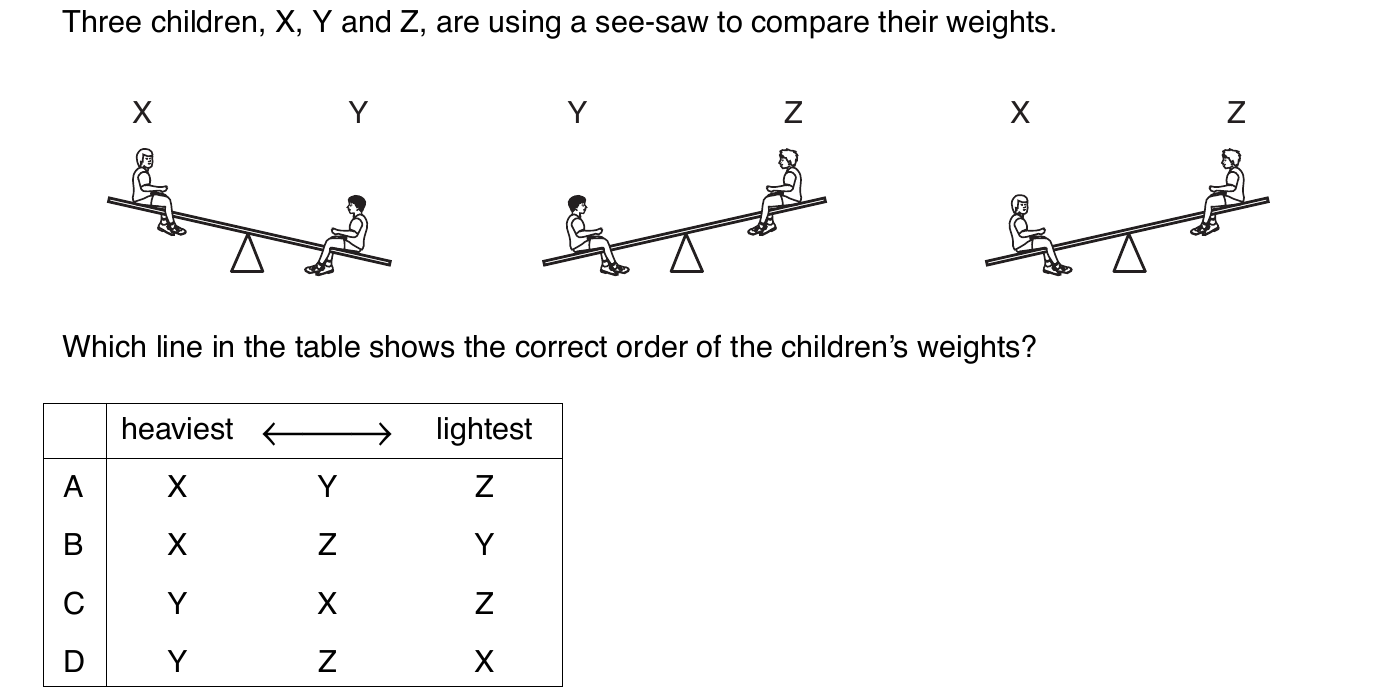 Three children, X, Y and Z, are using a see-saw to compare their weights.
X Y Y Z X Z
Which line in the table shows the correct order of the children’s weights?
heaviest lightest
A X Y Z
B X Z Y
C Y X Z
D Y Z X